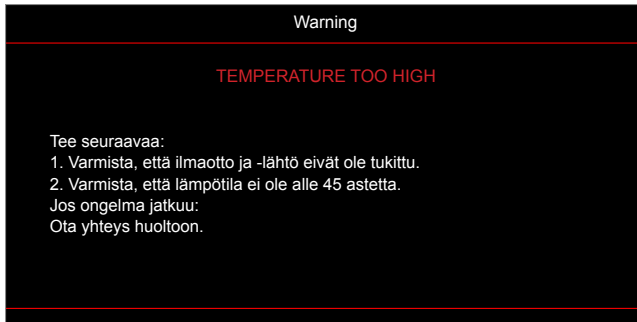 Warning
TEMPERATURE TOO HIGH
Tee seuraavaa:
1. Varmista, että ilmaotto ja -lähtö eivät ole tukittu.
2. Varmista, että lämpötila ei ole alle 45 astetta.
Jos ongelma jatkuu:
Ota yhteys huoltoon.